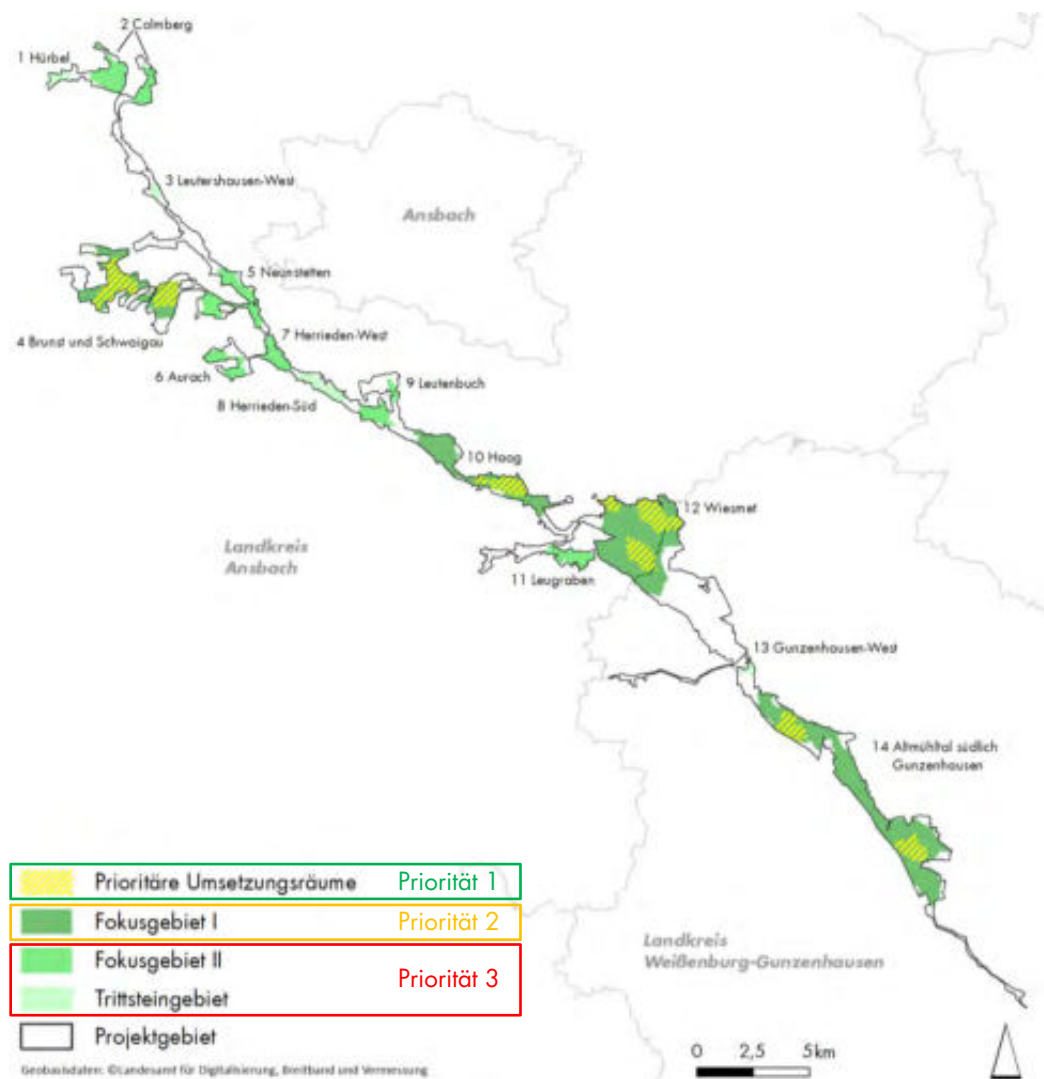 2 Colmberg
1 Hürbel
3 Leutershausen-West
Ansbach
5 Neunstetten
4 Brunst und Schwaigau
7 Herrieden-West
6 Aurach
9 Leutenbuch
8 Herrieden-Süd
10 Haag
12 Wiesmet
Landkreis
Ansbach
11 Leugraben
13 Gunzenhausen-West
14 Altmühltal südlich
Gunzenhausen
Prioritäre Umsetzungsräume Priorität 1
Fokusgebiet I Priorität 2
Fokusgebiet II
Priorität 3
Trittsteingebiet
Projektgebiet
Landkreis
Weißenburg-Gunzenhausen
0 2,5 5km
Geobasisdaten: ©Landesamt für Digitalisierung, Breitband und Vermessung